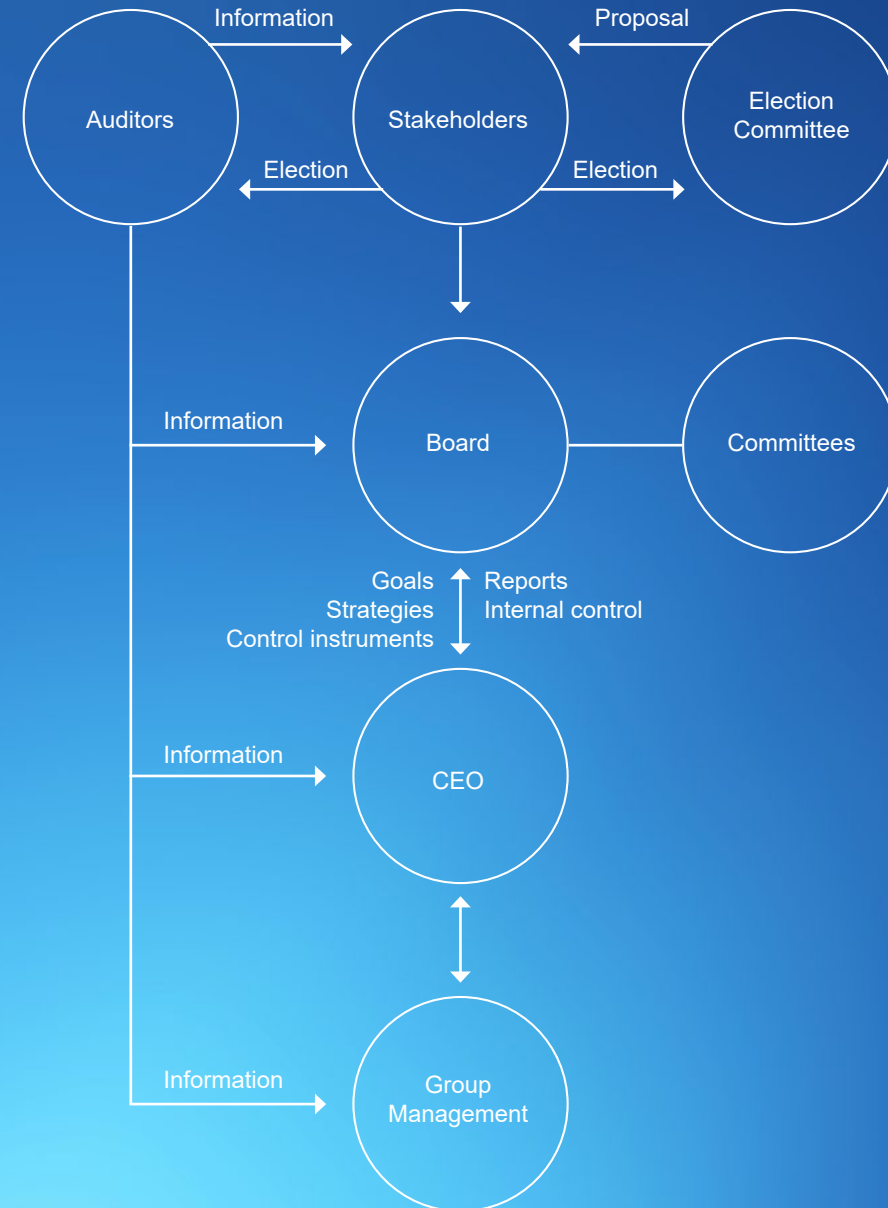 Information
Proposal
Auditors
Stakeholders
Election
Committee
Election
Election
Information
Board
Committees
Goals
Strategies
Control instruments
Reports
Internal control
Information
CEO
Information
Group
Management